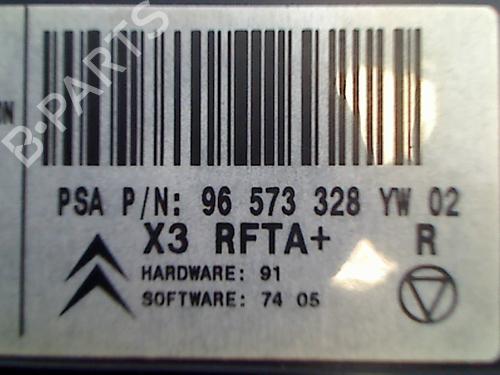 PSA P/N: 96 573 328 YW 02
X3 RFTA+ R
HARDWARE: 91
SOFTWARE: 74 05
B-PARTS